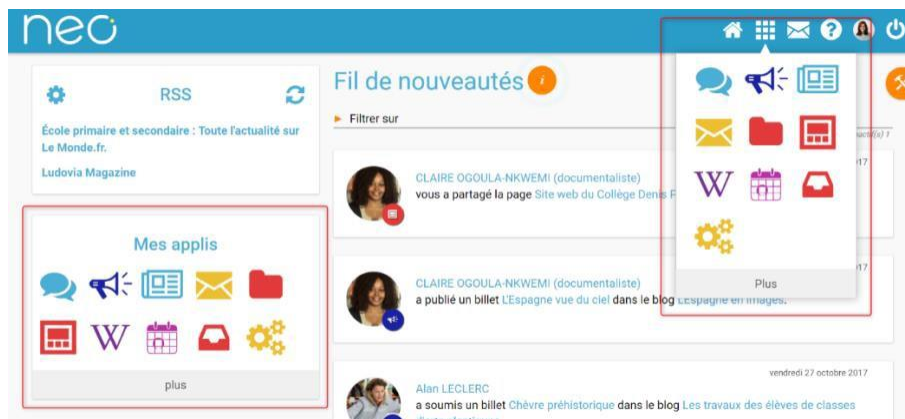 neo
RSS
École primaire et secondaire : Toute l'actualité sur
Le Monde.fr.
Ludovia Magazine
Mes applis
plus
Fil de nouveautés i
Filtrer sur
CLAIRE OGOULA-NKWEMI (documentaliste)
vous a partagé la page Site web du Collège Denis
CLAIRE OGOULA-NKWEMI (documentaliste)
a publié un billet L'Espagne vue du ciel dans le blog L'Espagne en images.
vendredi 27 octobre 2017
Alan LECLERC
a soumis un billet Chèvre préhistorique dans le blog Les travaux des élèves de classes
W
W
Plus